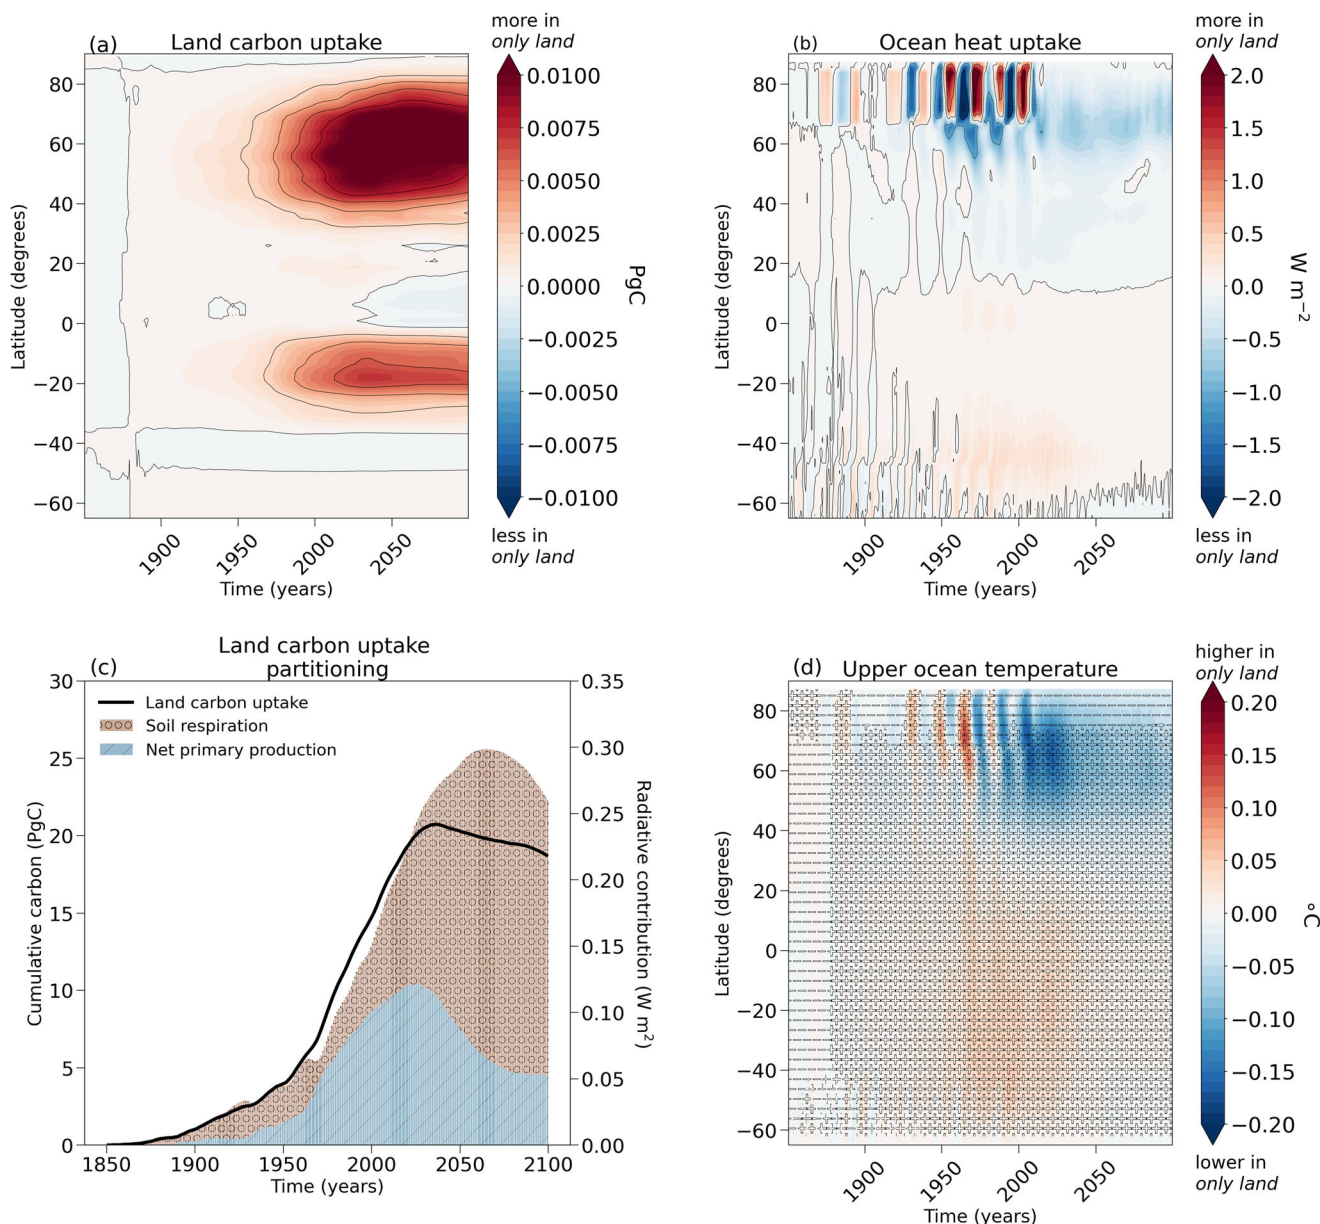 more in
only land
(a) Land carbon uptake
80
60
40
20
0
−20
−40
−60
Latitude (degrees)
1900
1950
2000
2050
Time (years)
0.0100
0.0075
0.0050
0.0025
0.0000
−0.0025
−0.0050
−0.0075
−0.0100
PgC
less in
only land
more in
only land
(b) Ocean heat uptake
80
60
40
20
0
−20
−40
−60
Latitude (degrees)
1900
1950
2000
2050
Time (years)
2.0
1.5
1.0
0.5
0.0
−0.5
−1.0
−1.5
−2.0
W m−2
less in
only land
(c) Land carbon uptake
partitioning
30
25
20
15
10
5
0
Cumulative carbon (PgC)
Land carbon uptake
Soil respiration
Net primary production
0.35
0.30
0.25
0.20
0.15
0.10
0.05
0.00
Radiative contribution (W m2)
1850 1900 1950 2000 2050 2100
Time (years)
higher in
only land
(d) Upper ocean temperature
80
60
40
20
0
−20
−40
−60
Latitude (degrees)
1900
1950
2000
2050
Time (years)
0.20
0.15
0.10
0.05
0.00
−0.05
−0.10
−0.15
−0.20
°C
lower in
only land